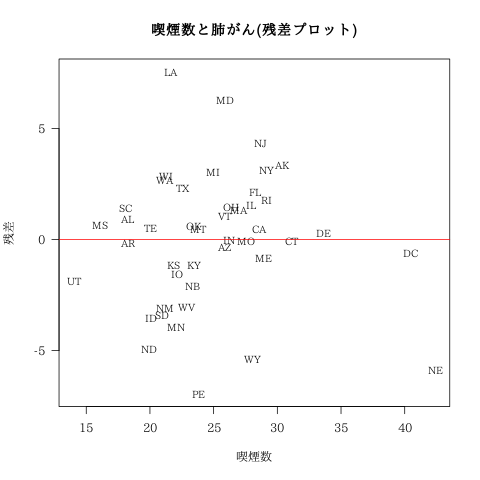 喫煙数と肺がん(残差プロット)
LA
MD
5
NJ
AK
NY
MI
WI
WA
TX
FL
RI
IL
SC
OH
MA
VT
AL
MS
TE
OK
MT
CA
DE
残差
0
AR
IN
MO
CT
AZ
DC
ME
KS
KY
IO
UT
NB
NM
WV
SD
ID
MN
-5
ND
WY
NE
PE
15
20
25
30
35
40
喫煙数